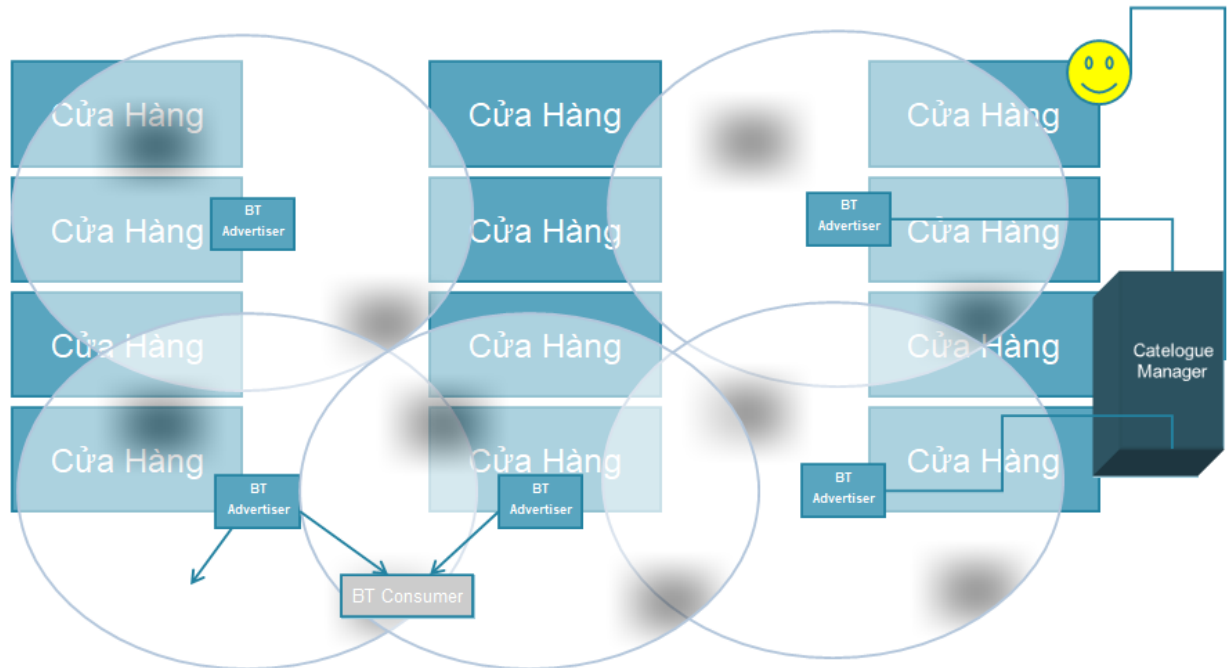 Cửa Hàng
Cửa Hàng
Cửa Hàng
Cửa Hàng
BT
Advertiser
Cửa Hàng
Cửa Hàng
BT
Advertiser
Cửa Hàng
Cửa Hàng
Cửa Hàng
Cửa Hàng
Catelogue
Manager
Cửa Hàng
Cửa Hàng
Cửa Hàng
BT
Advertiser
BT
Advertiser
BT
Advertiser
BT Consumer